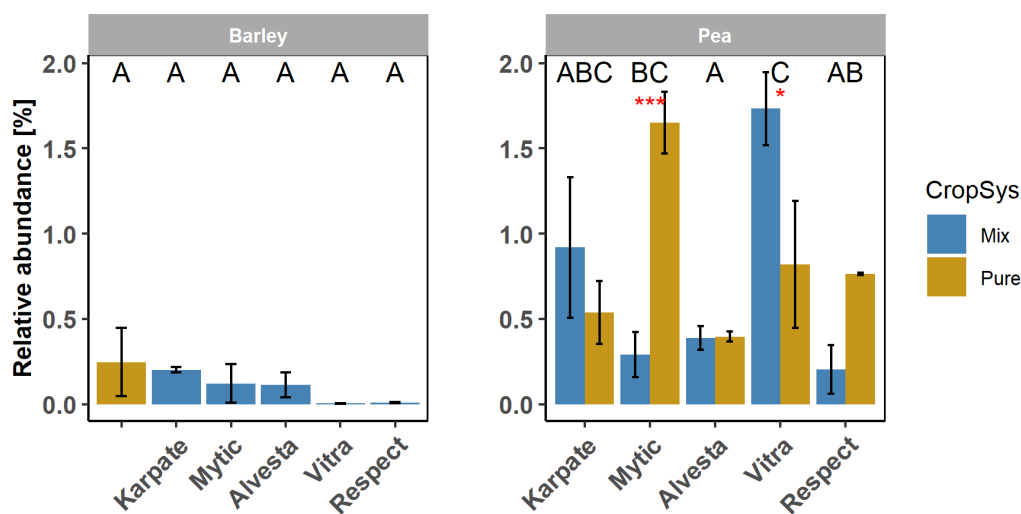 Barley
Pea
Relative abundance [%]
2.0
1.5
1.0
0.5
0.0
A A A A A A
Karpate Mytic Alvesta Vitra Respect
2.0
1.5
1.0
0.5
0.0
ABC BC A C AB
*** *
Karpate Mytic Alvesta Vitra Respect
CropSys
Mix
Pure